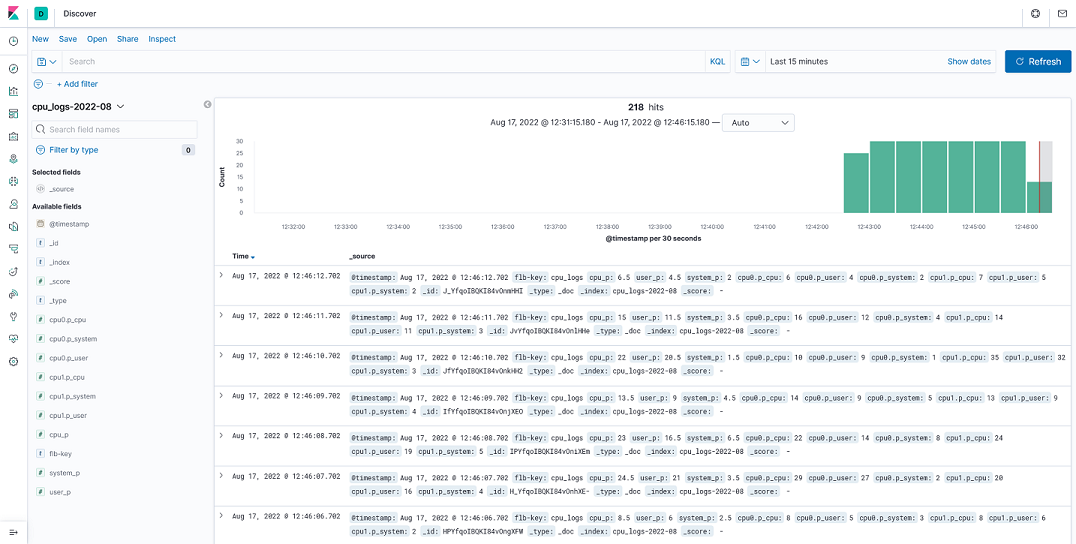 D Discover
New Save Open Share Inspect
Search KQL Last 15 minutes Show dates Refresh
+ Add filter
cpu_logs-2022-08
Search field names
Filter by type 0
Selected fields
_source
Available fields
@timestamp
_id
_index
_score
_type
cpu0.p_cpu
cpu0.p_system
cpu0.p_user
cpu1.p_cpu
cpu1.p_system
cpu1.p_user
cpu_p
flb-key
system_p
user_p
218 hits
Aug 17, 2022 @ 12:31:15.180 - Aug 17, 2022 @ 12:46:15.180 — Auto
Count
30
25
20
15
10
5
0
12:32:00 12:33:00 12:34:00 12:35:00 12:36:00 12:37:00 12:38:00 12:39:00 12:40:00 12:41:00 12:42:00 12:43:00 12:44:00 12:45:00 12:46:00
@timestamp per 30 seconds
Time _source
Aug 17, 2022 @ 12:46:12.702 @timestamp: Aug 17, 2022 @ 12:46:12.702 flb-key: cpu_logs cpu_p: 6.5 user_p: 4.5 system_p: 2 cpu0.p_cpu: 6 cpu0.p_user: 4 cpu0.p_system: 2 cpu1.p_cpu: 7 cpu1.p_user: 5
cpu1.p_system: 2 _id: J_YfqoIBQKI84vOnmHHI _type: _doc _index: cpu_logs-2022-08 _score: -
Aug 17, 2022 @ 12:46:11.702 @timestamp: Aug 17, 2022 @ 12:46:11.702 flb-key: cpu_logs cpu_p: 15 user_p: 11.5 system_p: 3.5 cpu0.p_cpu: 16 cpu0.p_user: 12 cpu0.p_system: 4 cpu1.p_cpu: 14
cpu1.p_user: 11 cpu1.p_system: 3 _id: JvYfqoIBQKI84vOnlHHe _type: _doc _index: cpu_logs-2022-08 _score: -
Aug 17, 2022 @ 12:46:10.702 @timestamp: Aug 17, 2022 @ 12:46:10.702 flb-key: cpu_logs cpu_p: 22 user_p: 20.5 system_p: 1.5 cpu0.p_cpu: 10 cpu0.p_user: 9 cpu0.p_system: 1 cpu1.p_cpu: 35 cpu1.p_user: 32
cpu1.p_system: 3 _id: JfYfqoIBQKI84vOnkHH2 _type: _doc _index: cpu_logs-2022-08 _score: -
Aug 17, 2022 @ 12:46:09.702 @timestamp: Aug 17, 2022 @ 12:46:09.702 flb-key: cpu_logs cpu_p: 13.5 user_p: 9 system_p: 4.5 cpu0.p_cpu: 14 cpu0.p_user: 9 cpu0.p_system: 5 cpu1.p_cpu: 13 cpu1.p_user: 9
cpu1.p_system: 4 _id: IfYfqoIBQKI84vOnjXEO _type: _doc _index: cpu_logs-2022-08 _score: -
Aug 17, 2022 @ 12:46:08.702 @timestamp: Aug 17, 2022 @ 12:46:08.702 flb-key: cpu_logs cpu_p: 23 user_p: 16.5 system_p: 6.5 cpu0.p_cpu: 22 cpu0.p_user: 14 cpu0.p_system: 8 cpu1.p_cpu: 24
cpu1.p_user: 19 cpu1.p_system: 5 _id: IPYfqoIBQKI84vOniXEm _type: _doc _index: cpu_logs-2022-08 _score: -
Aug 17, 2022 @ 12:46:07.702 @timestamp: Aug 17, 2022 @ 12:46:07.702 flb-key: cpu_logs cpu_p: 24.5 user_p: 21 system_p: 3.5 cpu0.p_cpu: 29 cpu0.p_user: 27 cpu0.p_system: 2 cpu1.p_cpu: 20
cpu1.p_user: 16 cpu1.p_system: 4 _id: H_YfqoIBQKI84vOnhXE- _type: _doc _index: cpu_logs-2022-08 _score: -
Aug 17, 2022 @ 12:46:06.702 @timestamp: Aug 17, 2022 @ 12:46:06.702 flb-key: cpu_logs cpu_p: 8.5 user_p: 6 system_p: 2.5 cpu0.p_cpu: 8 cpu0.p_user: 5 cpu0.p_system: 3 cpu1.p_cpu: 8 cpu1.p_user: 6
cpu1.p_system: 2 _id: HPYfqoIBQKI84vOngXFW _type: _doc _index: cpu_logs-2022-08 _score: -